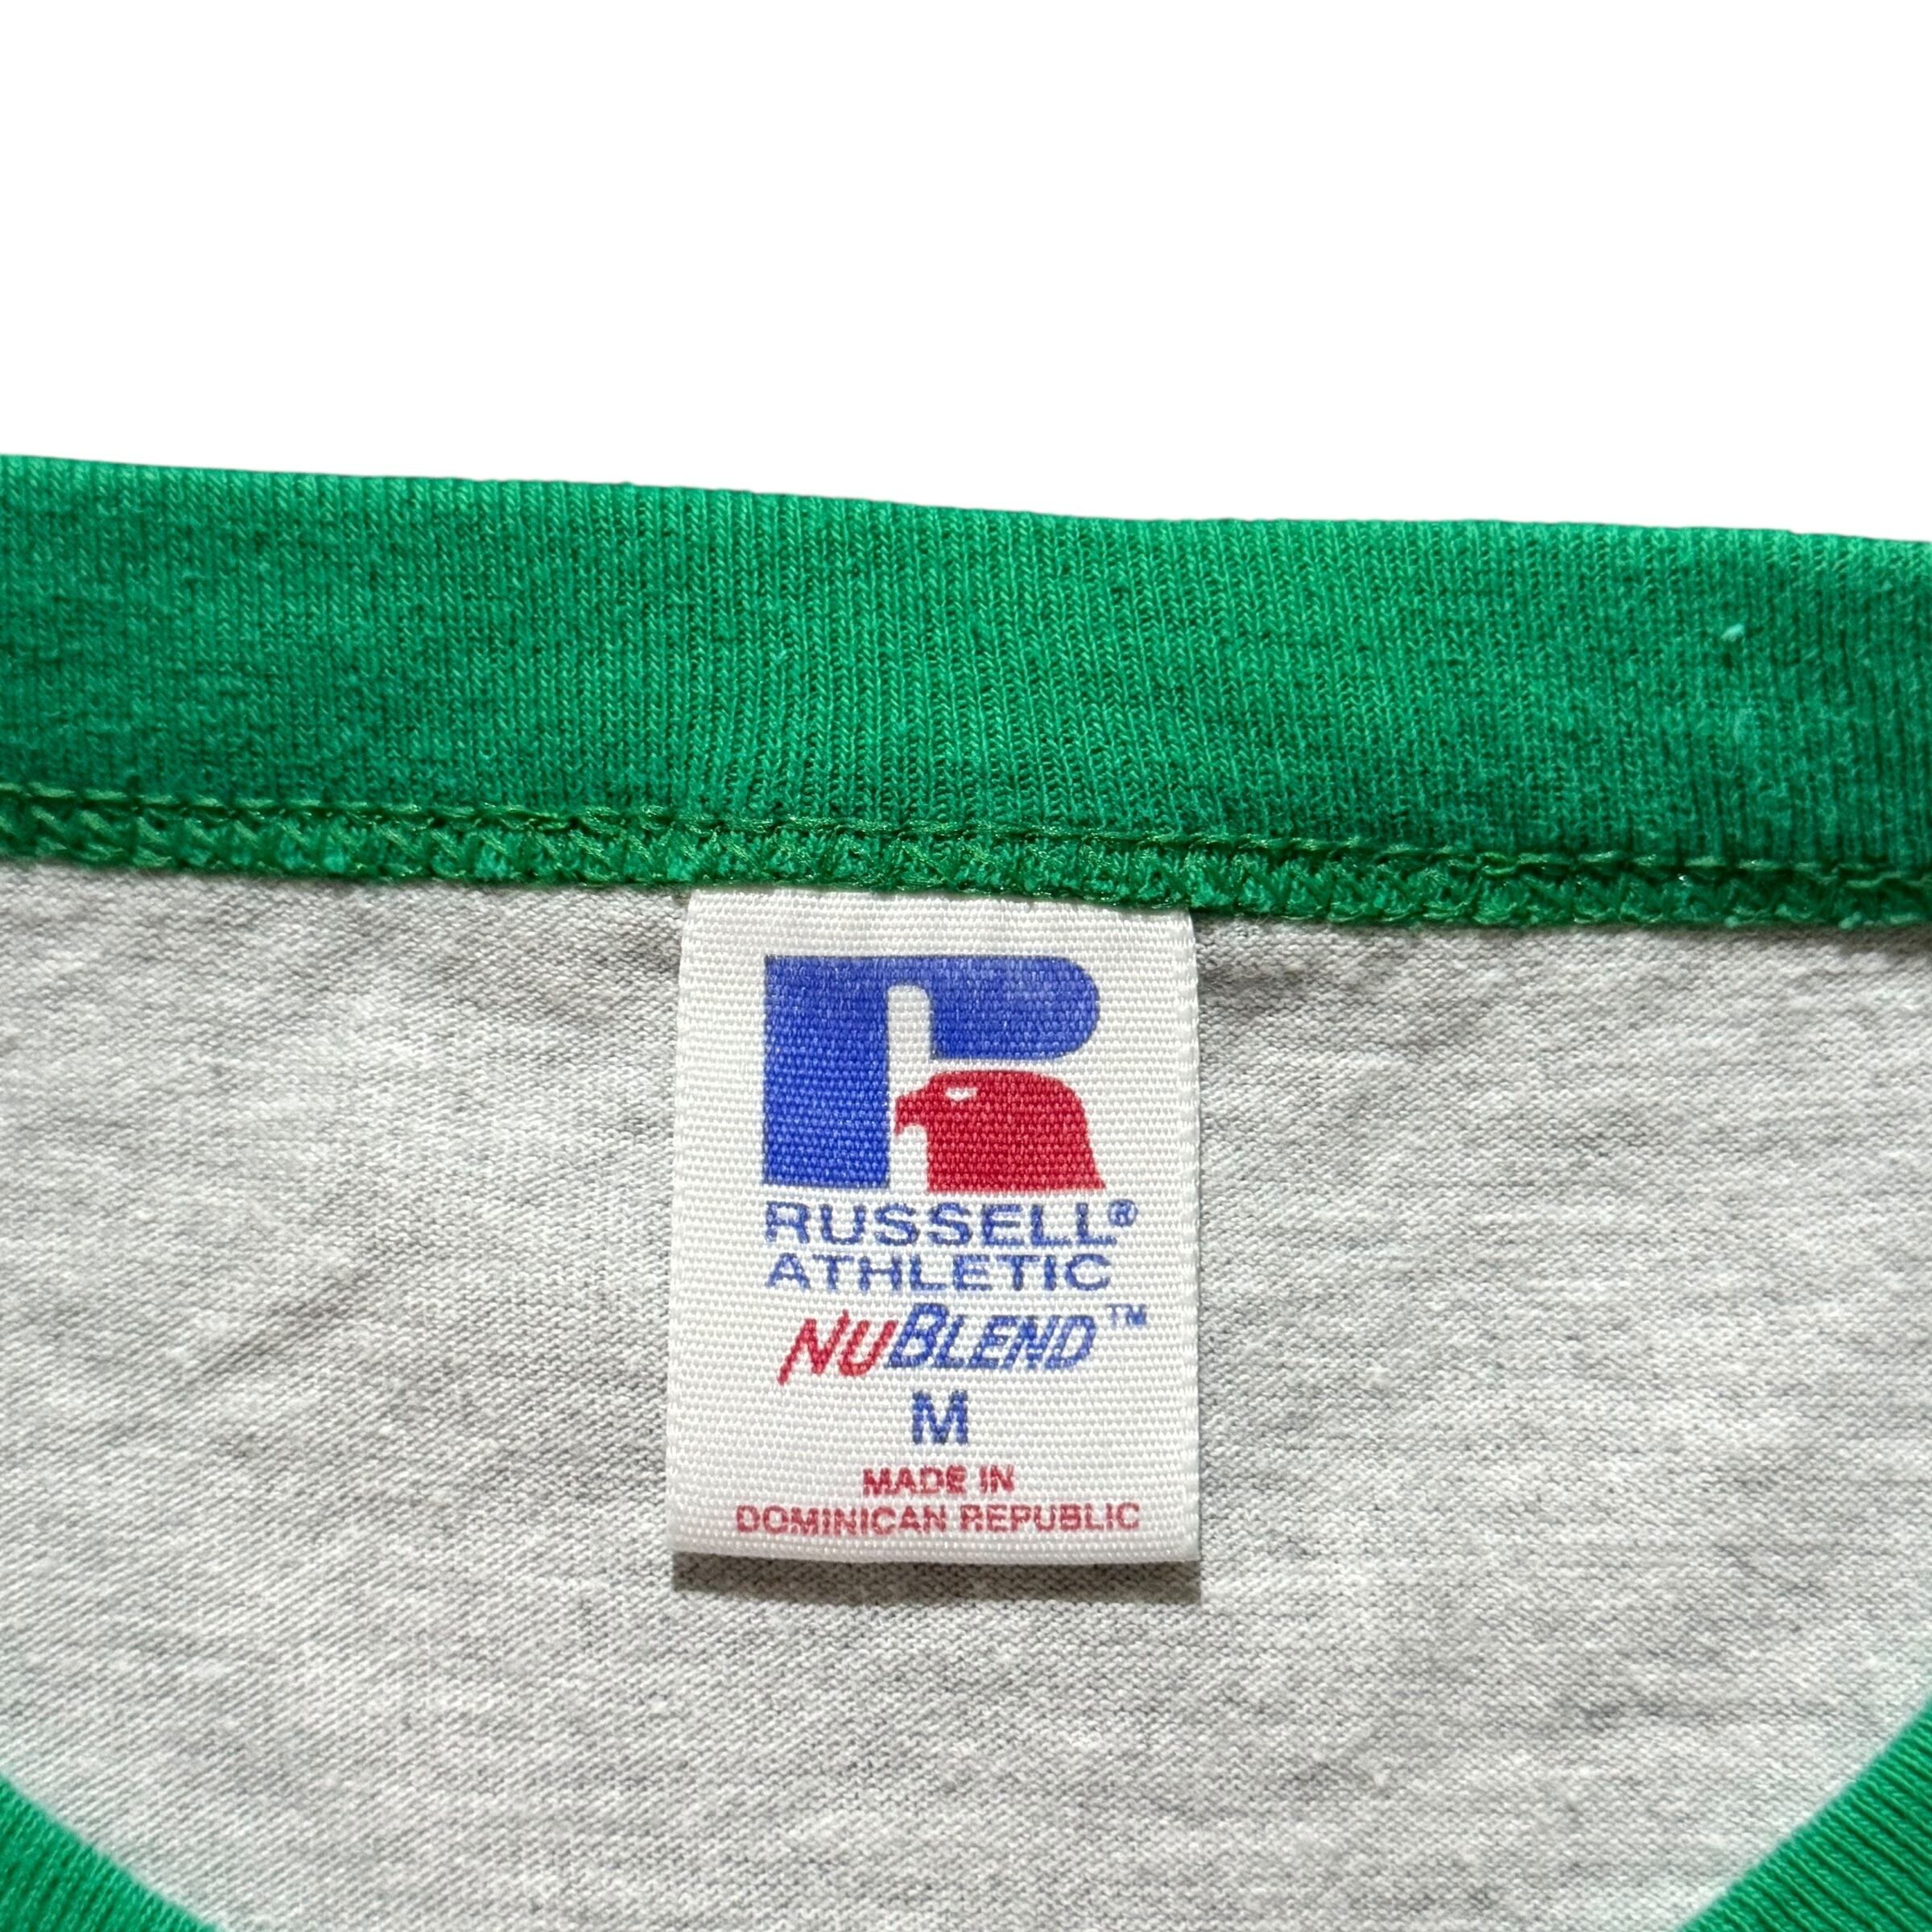 RUSSELL®
ATHLETIC
NUBLEND™
M
MADE IN
DOMINICAN REPUBLIC